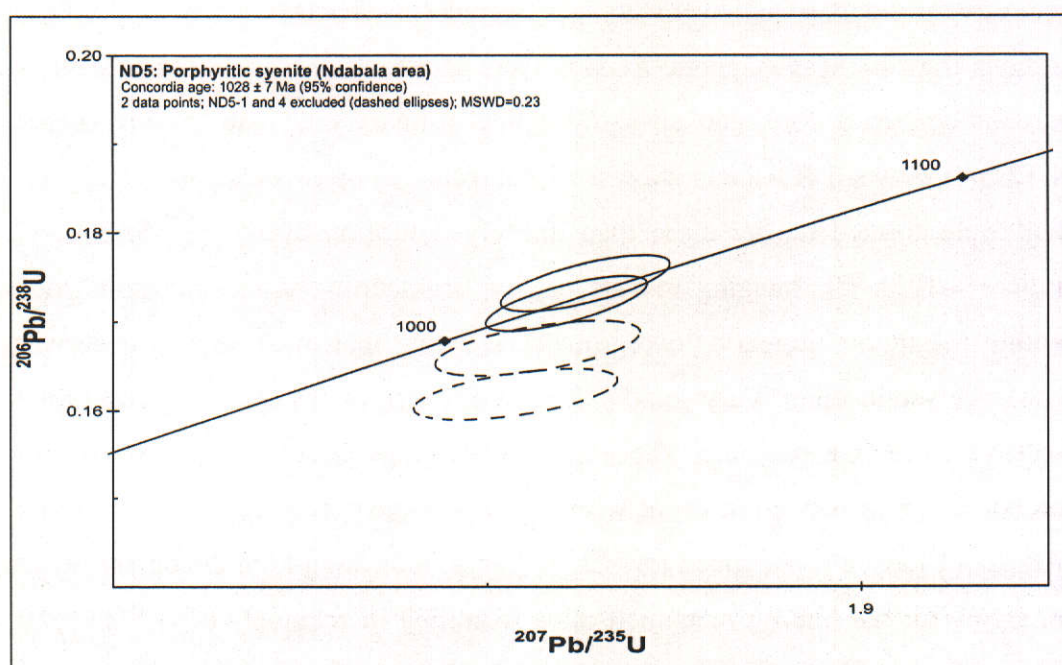 0.20
ND5: Porphyritic syenite (Ndabala area)
Concordia age: 1028 ± 7 Ma (95% confidence)
2 data points; ND5-1 and 4 excluded (dashed ellipses); MSWD=0.23
1100
0.18
206Pb/238U
1000
0.16
1.9
207Pb/235U